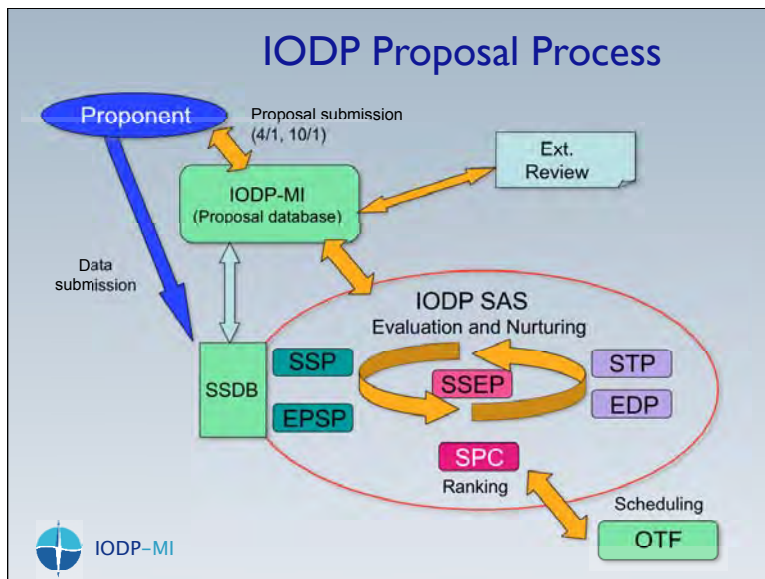 IODP Proposal Process
Proponent
Proposal submission
(4/1, 10/1)
Ext.
Review
IODP-MI
(Proposal database)
Data
submission
IODP SAS
Evaluation and Nurturing
SSDB
SSP
EPSP
SSEP
STP
EDP
SPC
Ranking
Scheduling
OTF
IODP-MI